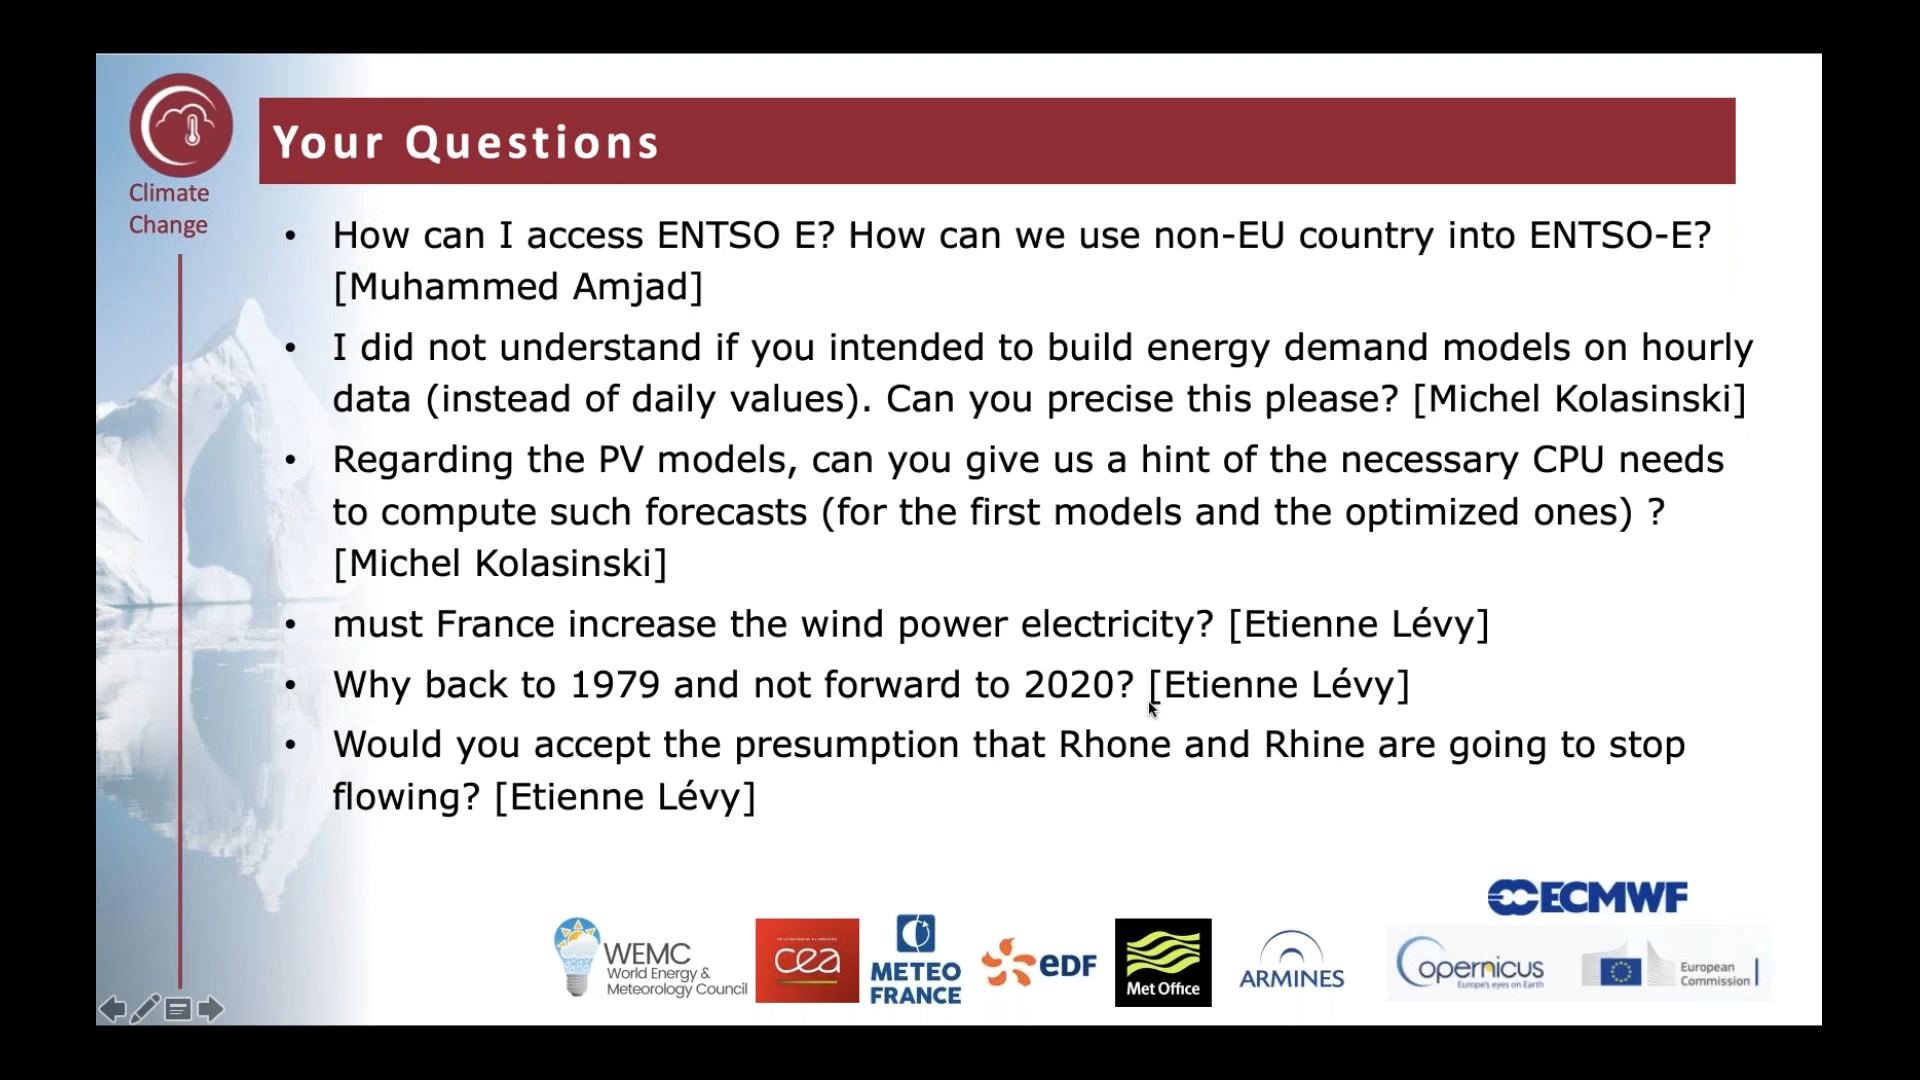 Climate
Change
Your Questions
• How can I access ENTSO E? How can we use non-EU country into ENTSO-E?
[Muhammed Amjad]
• I did not understand if you intended to build energy demand models on hourly
data (instead of daily values). Can you precise this please? [Michel Kolasinski]
• Regarding the PV models, can you give us a hint of the necessary CPU needs
to compute such forecasts (for the first models and the optimized ones) ?
[Michel Kolasinski]
• must France increase the wind power electricity? [Etienne Lévy]
• Why back to 1979 and not forward to 2020? [Etienne Lévy]
• Would you accept the presumption that Rhone and Rhine are going to stop
flowing? [Etienne Lévy]
ECMWF
WEMC
World Energy &
Meteorology Council
cea
METEO
FRANCE
eDF
Met Office
ARMINES
Copernicus
Europe's eyes on Earth
European
Commission